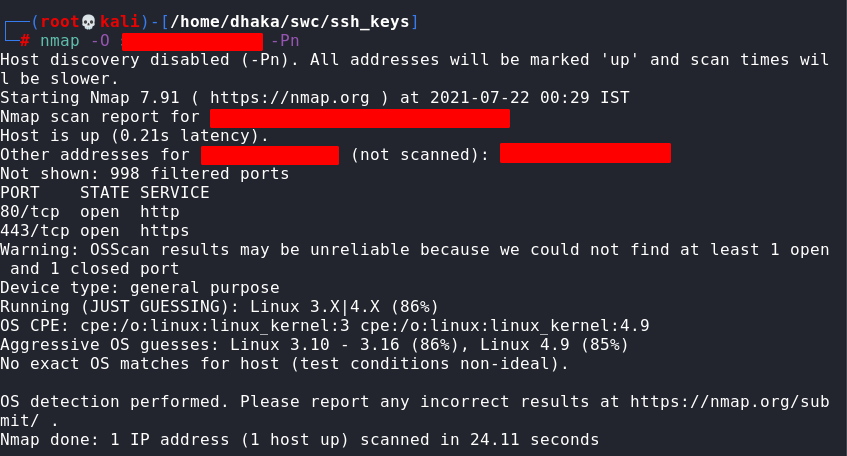 ┌──(root💀kali)-[/home/dhaka/swc/ssh_keys]
└─# nmap -O -Pn
Host discovery disabled (-Pn). All addresses will be marked 'up' and scan times wil
l be slower.
Starting Nmap 7.91 ( https://nmap.org ) at 2021-07-22 00:29 IST
Nmap scan report for
Host is up (0.21s latency).
Other addresses for (not scanned):
Not shown: 998 filtered ports
PORT    STATE SERVICE
80/tcp  open  http
443/tcp open  https
Warning: OSScan results may be unreliable because we could not find at least 1 open
 and 1 closed port
Device type: general purpose
Running (JUST GUESSING): Linux 3.X|4.X (86%)
OS CPE: cpe:/o:linux:linux_kernel:3 cpe:/o:linux:linux_kernel:4.9
Aggressive OS guesses: Linux 3.10 - 3.16 (86%), Linux 4.9 (85%)
No exact OS matches for host (test conditions non-ideal).

OS detection performed. Please report any incorrect results at https://nmap.org/sub
mit/ .
Nmap done: 1 IP address (1 host up) scanned in 24.11 seconds